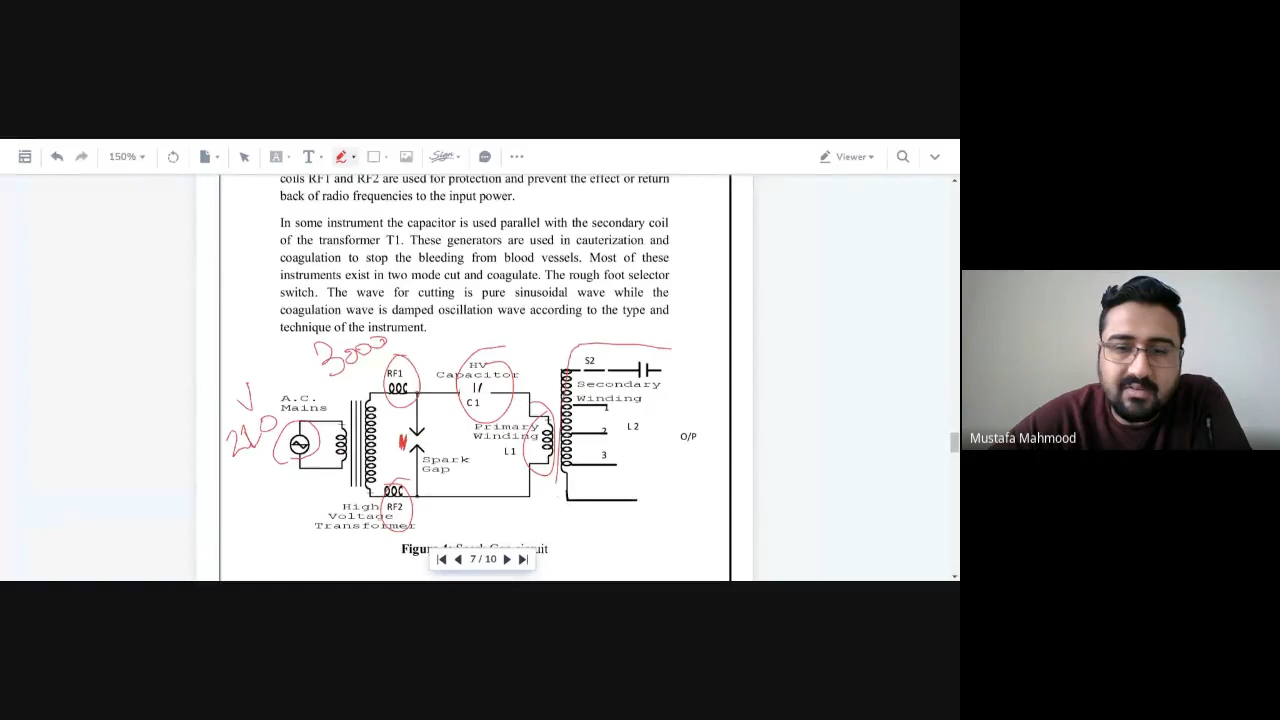 150%
Viewer
coils RF1 and RF2 are used for protection and prevent the effect or return
back of radio frequencies to the input power.
In some instrument the capacitor is used parallel with the secondary coil
of the transformer T1. These generators are used in cauterization and
coagulation to stop the bleeding from blood vessels. Most of these
instruments exist in two mode cut and coagulate. The rough foot selector
switch. The wave for cutting is pure sinusoidal wave while the
coagulation wave is damped oscillation wave according to the type and
technique of the instrument.
3000
RF1
HV
Capacitor
C1
S2
Secondary
Winding
1
2
3
L2
O/P
V
A.C.
Mains
Primary
Winding
L1
Spark
Gap
High
Voltage
Transformer
RF2
7 / 10
Mustafa Mahmood